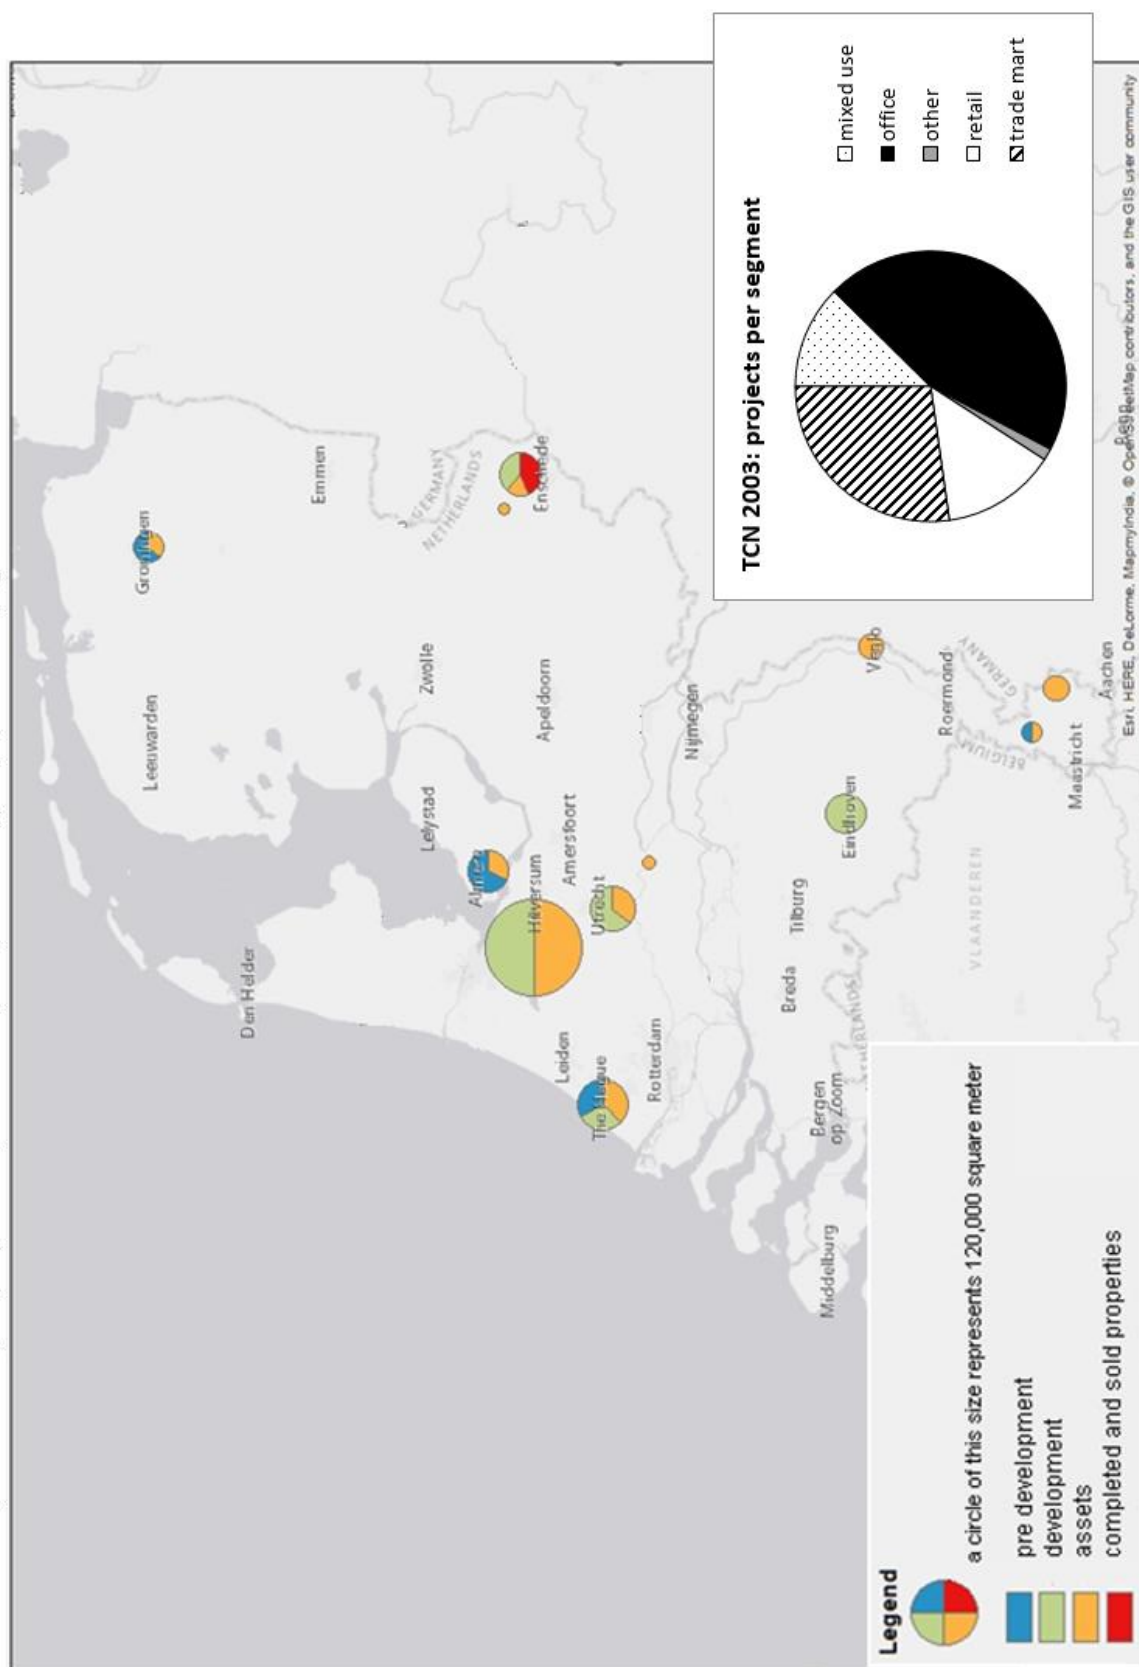 Den Helder
Leeuwarden
Groningen
Emmen
Lelystad
Zwolle
GERMANY
NETHERLANDS
Almere
Hilversum
Amersfoort
Apeldoorn
Enschede
Leiden
The Hague
Utrecht
Rotterdam
Nijmegen
Breda
Tilburg
Bergen
op Zoom
Eindhoven
Venlo
Middelburg
Roermond
GERMANY
BELGIUM
VLAANDEREN
Maastricht
Aachen
TCN 2003: projects per segment
mixed use
office
other
retail
trade mart
Legend
a circle of this size represents 120,000 square meter
pre development
development
assets
completed and sold properties
Esri, HERE, DeLorme, MapmyIndia, © OpenStreetMap contributors, and the GIS user community